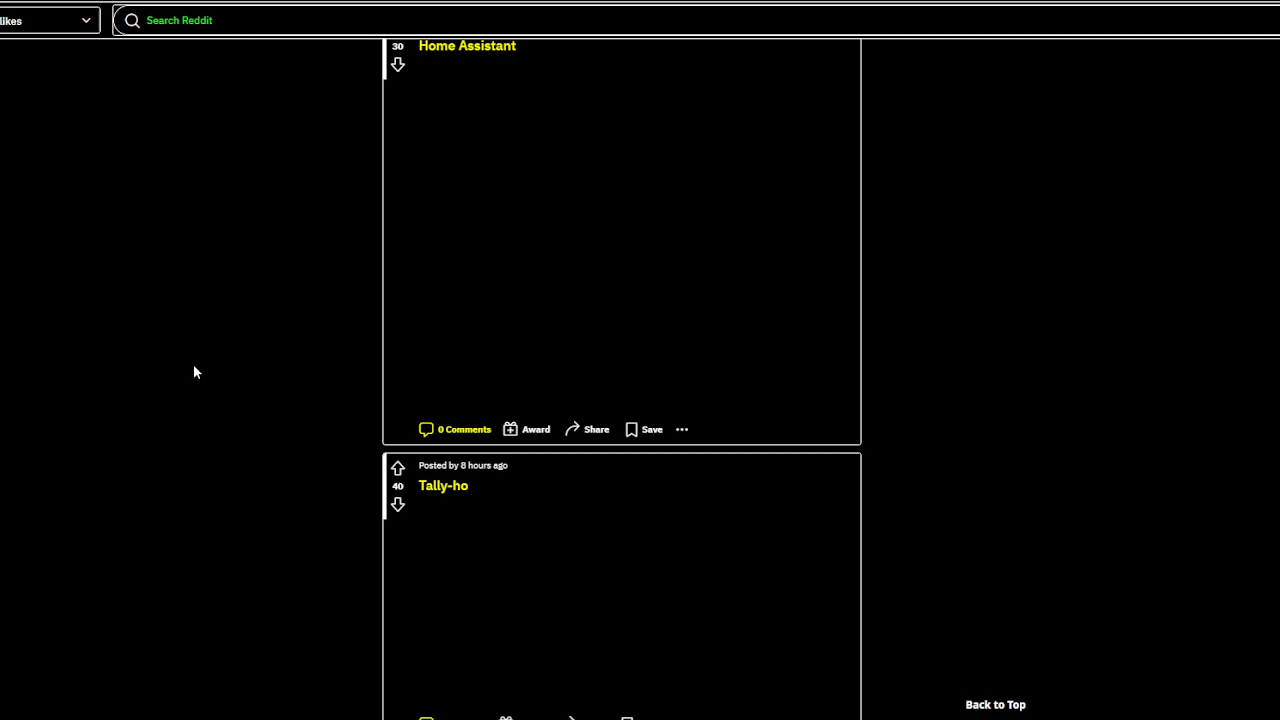 likes
Search Reddit
30
Home Assistant
0 Comments
Award
Share
Save
Posted by 8 hours ago
40
Tally-ho
Back to Top